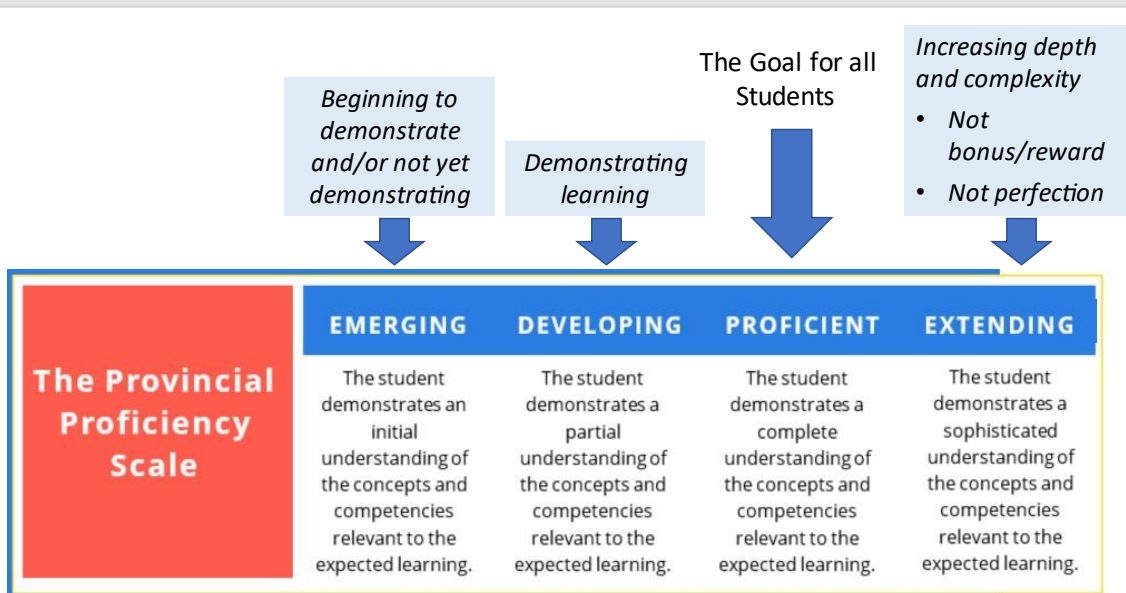 Beginning to
demonstrate
and/or not yet
demonstrating
Demonstrating
learning
The Goal for all
Students
Increasing depth
and complexity
• Not
bonus/reward
• Not perfection
The Provincial
Proficiency
Scale
EMERGING
The student
demonstrates an
initial
understanding of
the concepts and
competencies
relevant to the
expected learning.
DEVELOPING
The student
demonstrates a
partial
understanding of
the concepts and
competencies
relevant to the
expected learning.
PROFICIENT
The student
demonstrates a
complete
understanding of
the concepts and
competencies
relevant to the
expected learning.
EXTENDING
The student
demonstrates a
sophisticated
understanding of
the concepts and
competencies
relevant to the
expected learning.